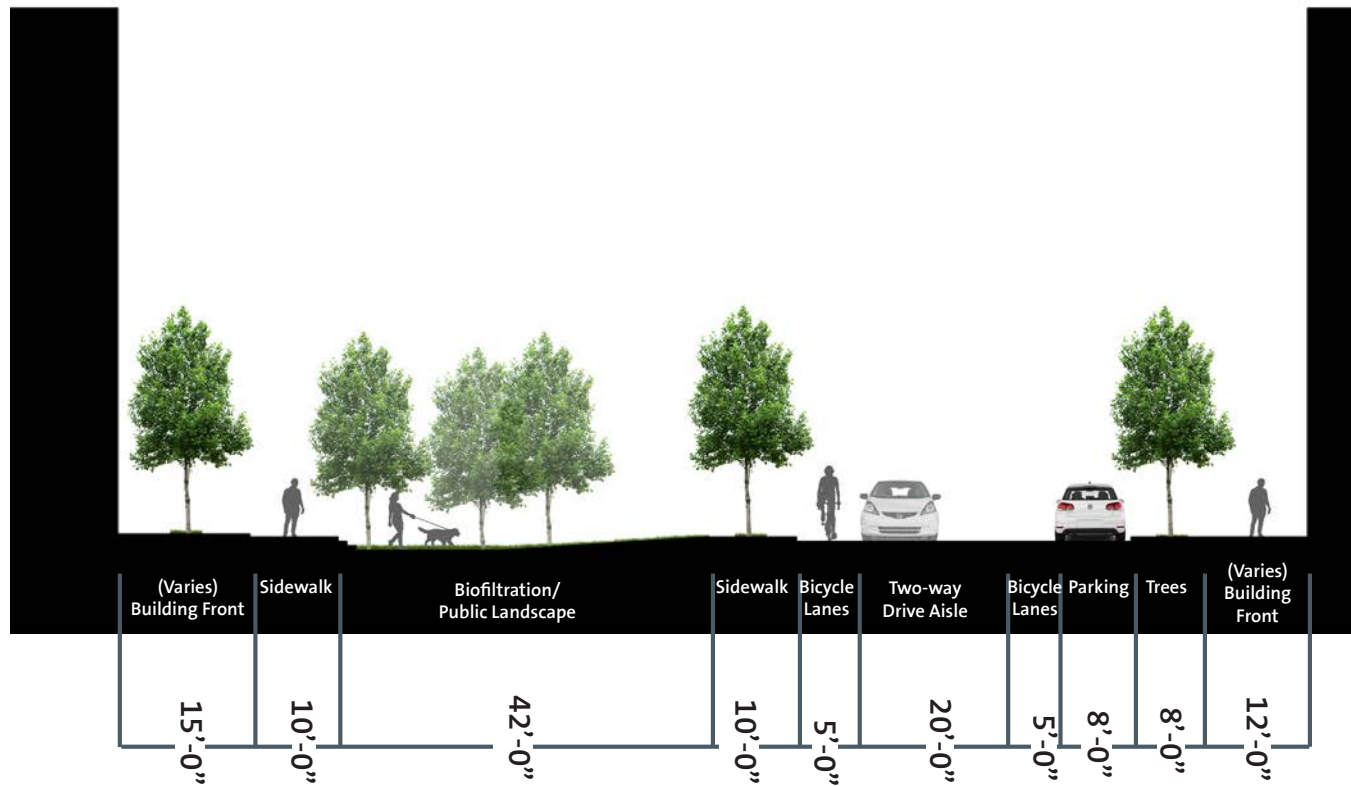 (Varies)
Building Front
Sidewalk
Biofiltration/
Public Landscape
Sidewalk
Bicycle
Lanes
Two-way
Drive Aisle
Bicycle
Lanes
Parking
Trees
(Varies)
Building
Front
15’-0”
10’-0”
42’-0”
10’-0”
5’-0”
20’-0”
5’-0”
8’-0”
8’-0”
12’-0”